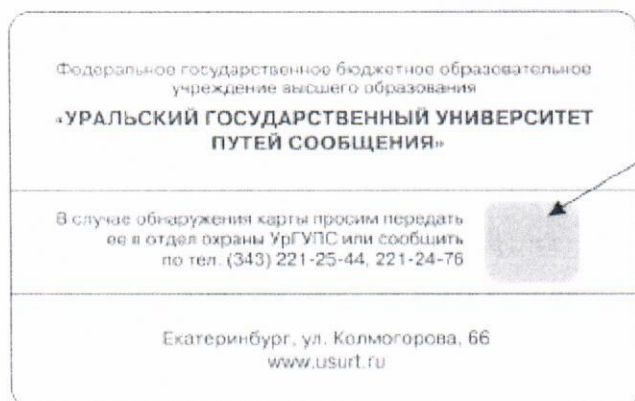 Федеральное государственное бюджетное образовательное
учреждение высшего образования
«УРАЛЬСКИЙ ГОСУДАРСТВЕННЫЙ УНИВЕРСИТЕТ
ПУТЕЙ СООБЩЕНИЯ»
В случае обнаружения карты просим передать
ее в отдел охраны УрГУПС или сообщить
по тел. (343) 221-25-44, 221-24-76
Екатеринбург, ул. Колмогорова, 66
www.usurt.ru